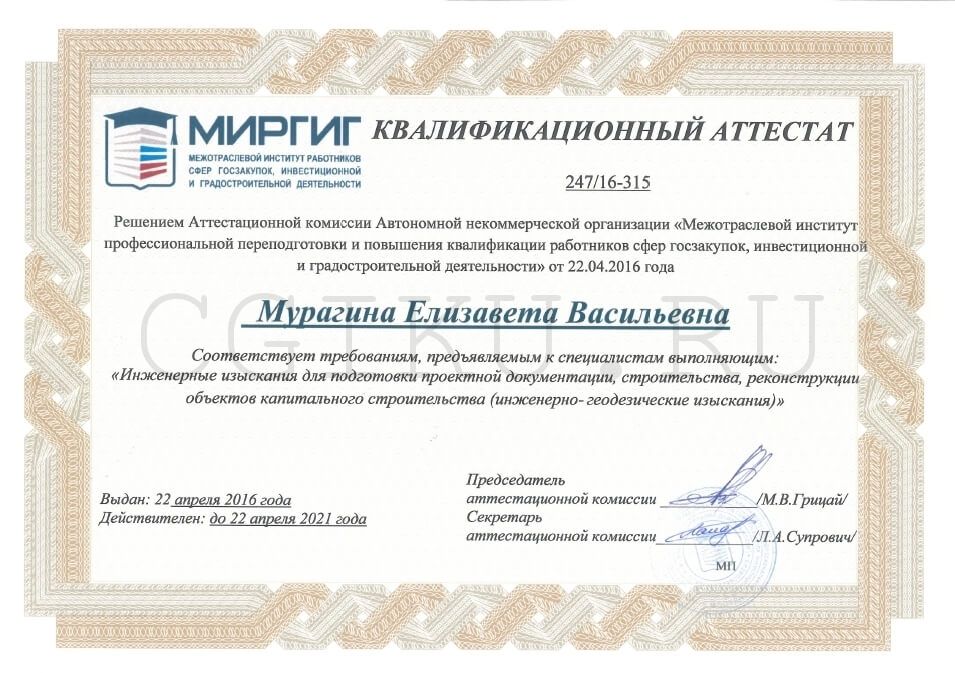 МИРГИГ
МЕЖОТРАСЛЕВОЙ ИНСТИТУТ РАБОТНИКОВ
СФЕР ГОСЗАКУПОК, ИНВЕСТИЦИОННОЙ
И ГРАДОСТРОИТЕЛЬНОЙ ДЕЯТЕЛЬНОСТИ
КВАЛИФИКАЦИОННЫЙ АТТЕСТАТ
247/16-315
Решением Аттестационной комиссии Автономной некоммерческой организации «Межотраслевой институт
профессиональной переподготовки и повышения квалификации работников сфер госзакупок, инвестиционной
и градостроительной деятельности» от 22.04.2016 года
CGIKU.RU
Мурагина Елизавета Васильевна
Соответствует требованиям, предъявляемым к специалистам выполняющим:
«Инженерные изыскания для подготовки проектной документации, строительства, реконструкции
объектов капитального строительства (инженерно- геодезические изыскания)»
Выдан: 22 апреля 2016 года
Действителен: до 22 апреля 2021 года
Председатель
аттестационной комиссии /М.В.Грицай/
Секретарь
аттестационной комиссии /Л.А.Супрович/
МП